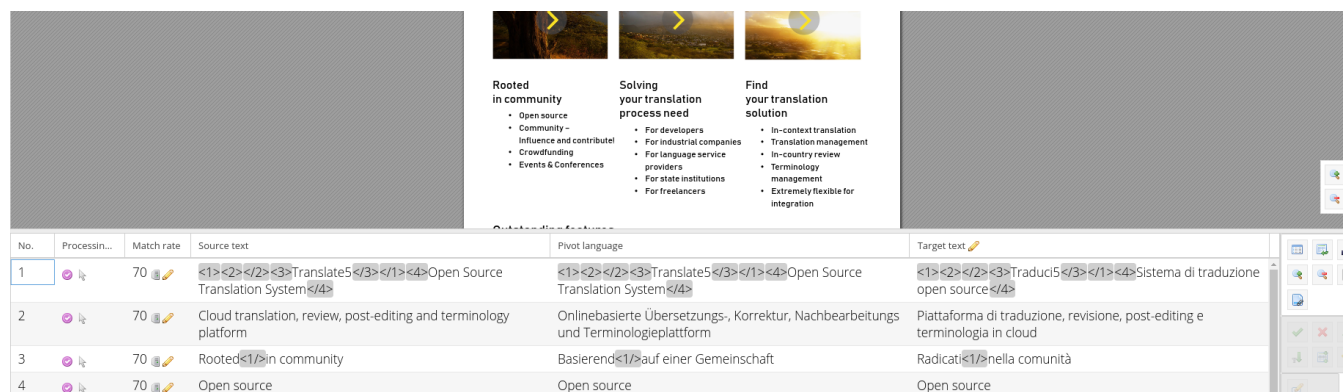 Rooted
in community
• Open source
• Community –
Influence and contribute!
• Crowdfunding
• Events & Conferences
Solving
your translation
process need
• For developers
• For industrial companies
• For language service
providers
• For state institutions
• For freelancers
Find
your translation
solution
• In-context translation
• Translation management
• In-country review
• Terminology
management
• Extremely flexible for
integration
No. Processin... Match rate Source text Pivot language Target text
1 70 <1><2></2><3>Translate5</3></1><4>Open Source
Translation System</4>
<1><2></2><3>Translate5</3></1><4>Open Source
Translation System</4>
<1><2></2><3>Traduci5</3></1><4>Sistema di traduzione
open source</4>
2 70 Cloud translation, review, post-editing and terminology
platform
Onlinebasierte Übersetzungs-, Korrektur, Nachbearbeitungs
und Terminologieplattform
Piattaforma di traduzione, revisione, post-editing e
terminologia in cloud
3 70 Rooted<1/>in community Basierend<1/>auf einer Gemeinschaft Radicati<1/>nella comunità
4 70 Open source Open source Open source